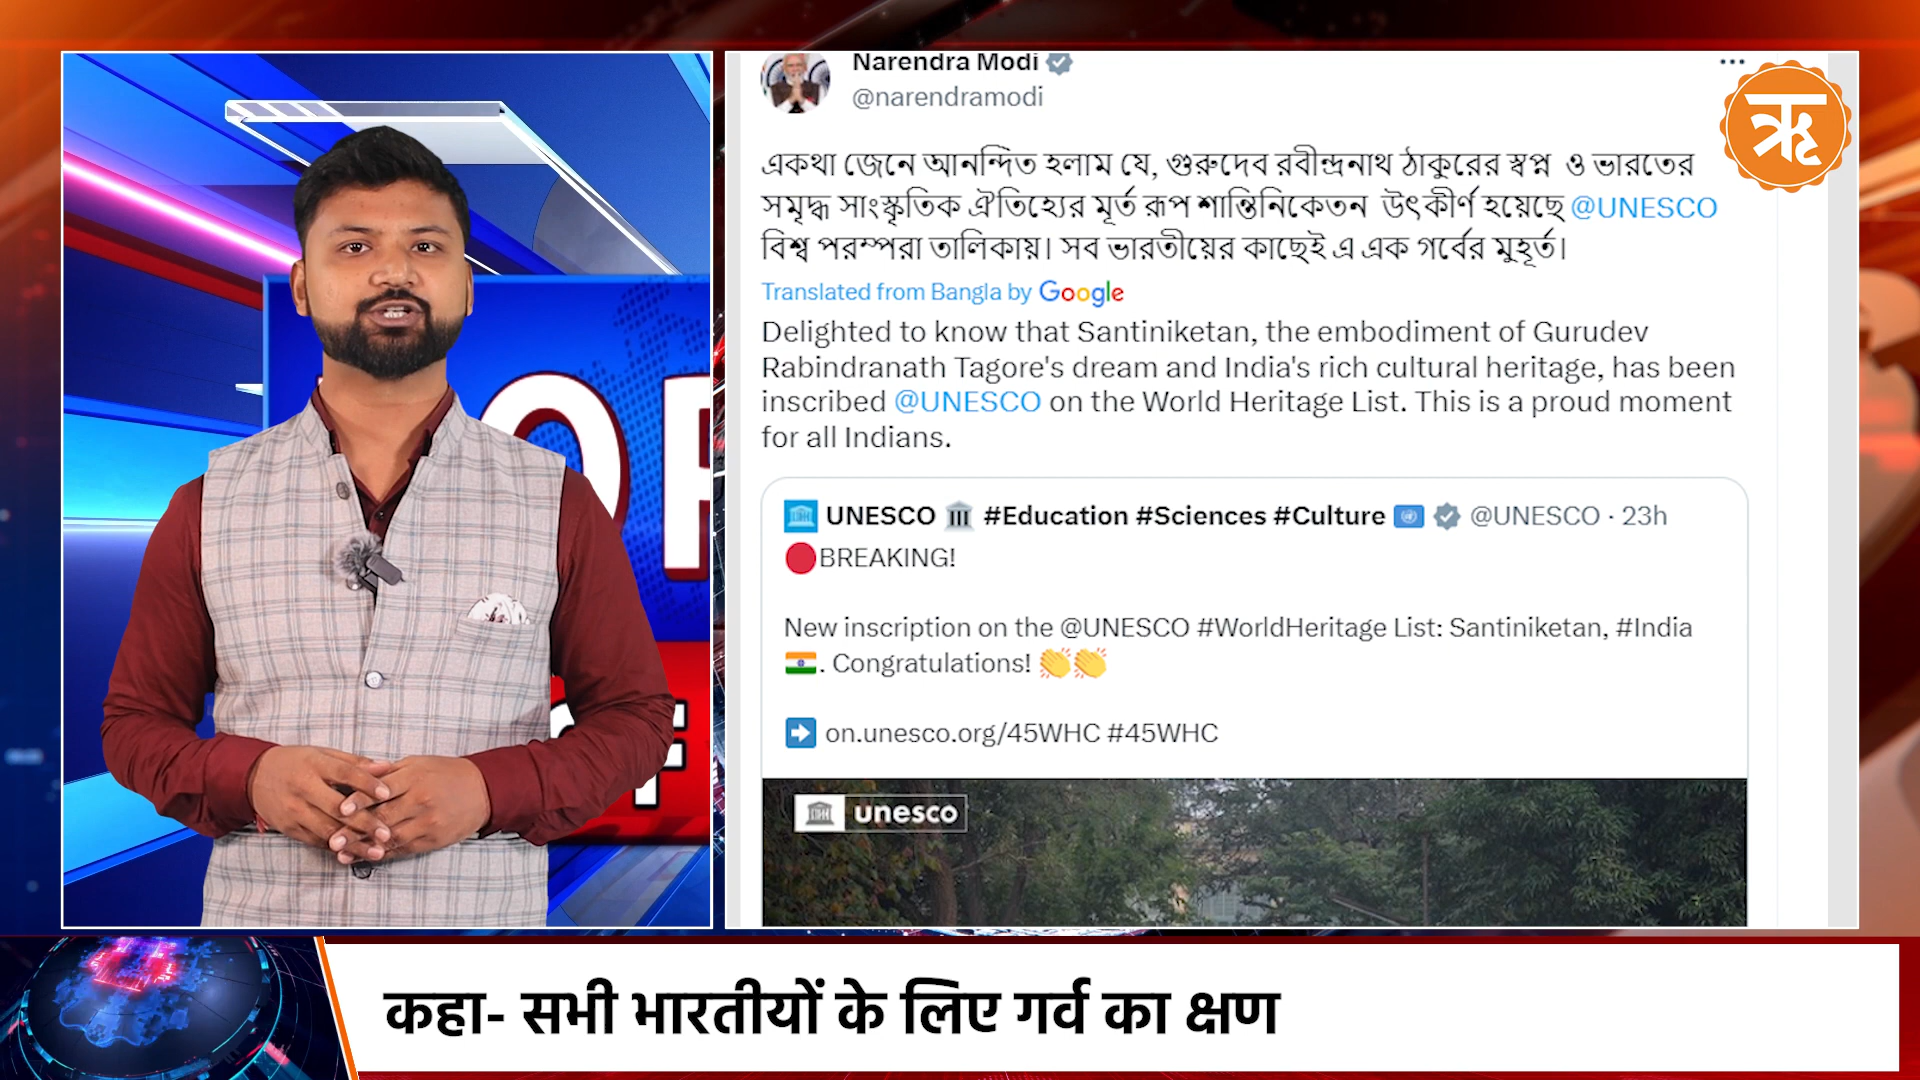 Narendra Modi
@narendramodi
একথা জেনে আনন্দিত হলাম যে, গুরুদেব রবীন্দ্রনাথ ঠাকুরের স্বপ্ন ও ভারতের
সমৃদ্ধ সাংস্কৃতিক ঐতিহ্যের মূর্ত রূপ শান্তিনিকেতন উৎকীর্ণ হয়েছে @UNESCO
বিশ্ব পরম্পরা তালিকায়। সব ভারতীয়ের কাছেই এ এক গর্বের মুহূর্ত।
Translated from Bangla by Google
Delighted to know that Santiniketan, the embodiment of Gurudev
Rabindranath Tagore's dream and India's rich cultural heritage, has been
inscribed @UNESCO on the World Heritage List. This is a proud moment
for all Indians.
UNESCO #Education #Sciences #Culture @UNESCO · 23h
BREAKING!
New inscription on the @UNESCO #WorldHeritage List: Santiniketan, #India
. Congratulations!
on.unesco.org/45WHC #45WHC
unesco
ऋ
कहा- सभी भारतीयों के लिए गर्व का क्षण